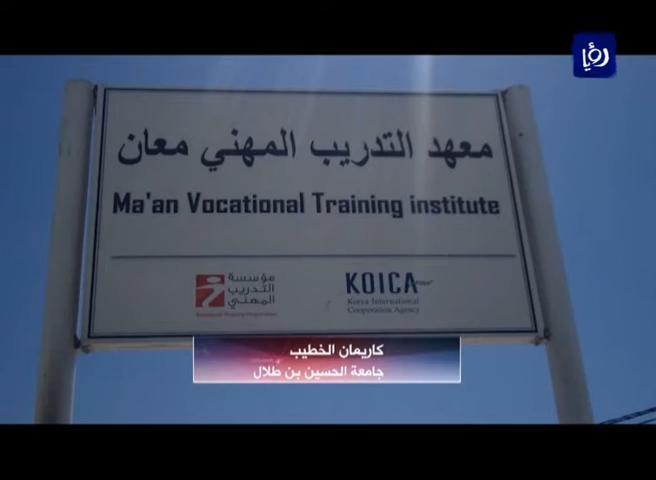 رؤيا
معهد التدريب المهني معان
Ma'an Vocational Training institute
مؤسسة
التدريب
المهني
KOICA
Korea International
Cooperation Agency
كاريمان الخطيب
جامعة الحسين بن طلال